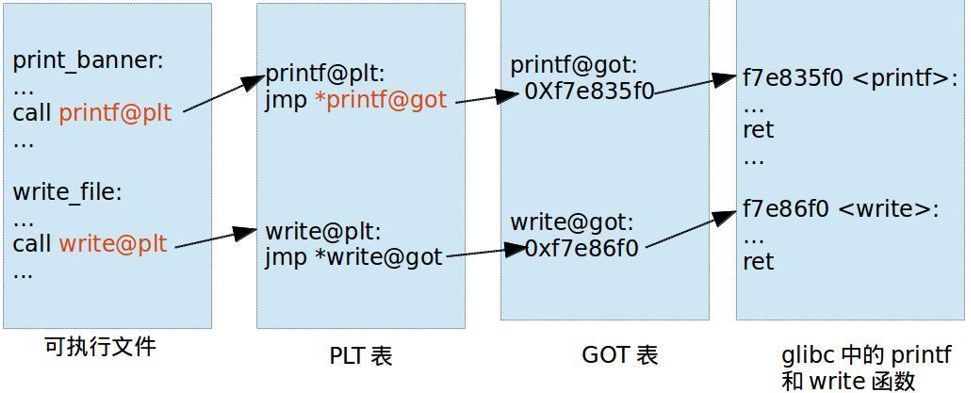 print_banner:
...
call printf@plt
...
write_file:
...
call write@plt
...
可执行文件
printf@plt:
jmp *printf@got
write@plt:
jmp *write@got
PLT 表
printf@got:
0Xf7e835f0
write@got:
0xf7e86f0
GOT 表
f7e835f0 <printf>:
...
ret
...
f7e86f0 <write>:
...
ret
glibc 中的 printf
和 write 函数